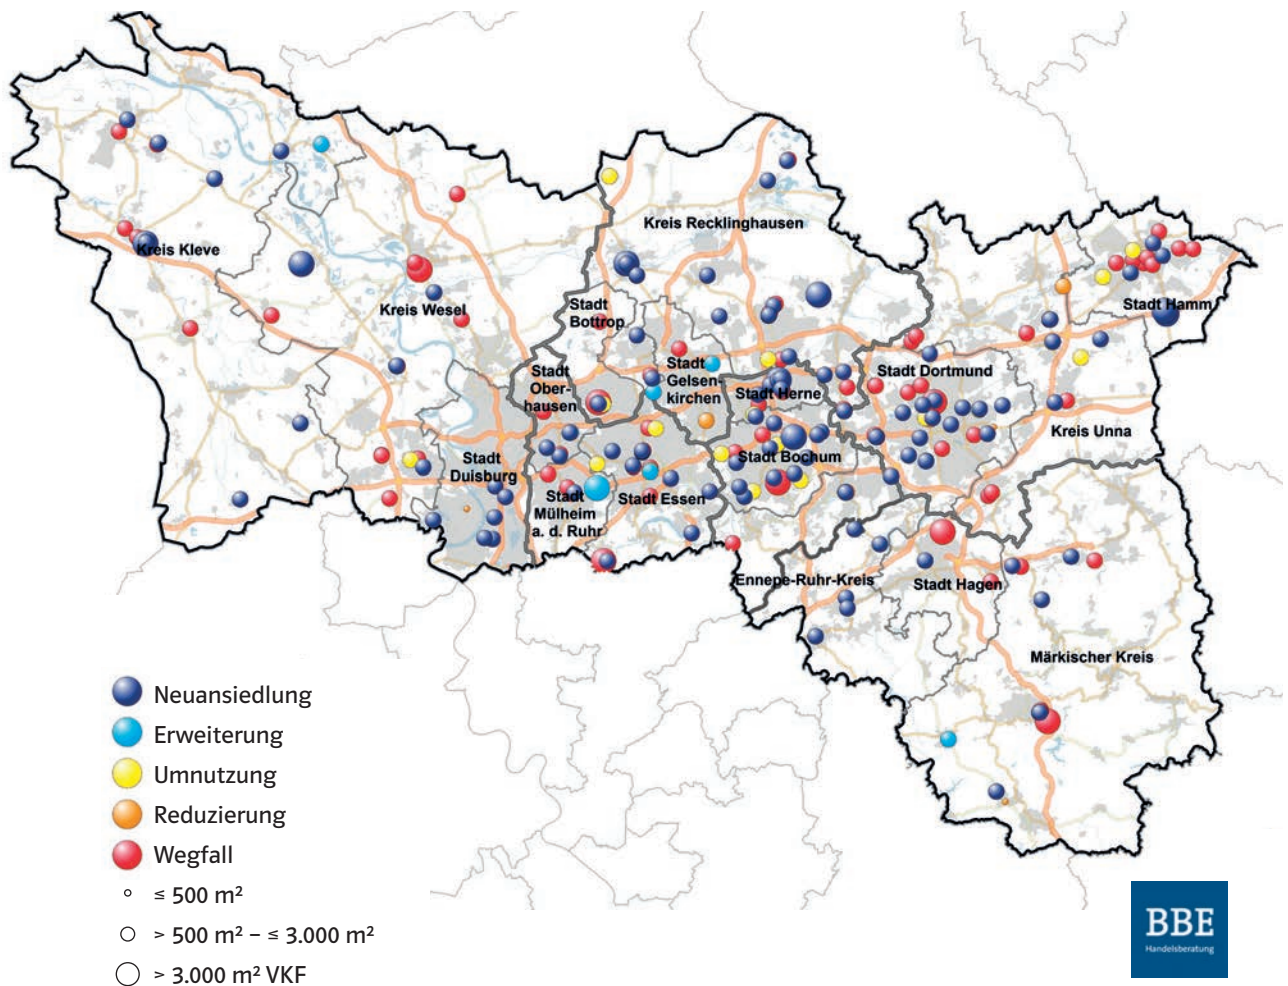 Kreis Recklinghausen
Kreis Kleve
Kreis Wesel
Stadt
Bottrop
Stadt Hamm
Stadt
Ober-
hausen
Stadt
Gelsen-
kirchen
Stadt Herne
Stadt Dortmund
Kreis Unna
Stadt
Duisburg
Stadt
Mülheim
a. d. Ruhr
Stadt Essen
Stadt Bochum
Ennepe-Ruhr-Kreis
Stadt Hagen
Märkischer Kreis
Neuansiedlung
Erweiterung
Umnutzung
Reduzierung
Wegfall
≤ 500 m²
> 500 m² – ≤ 3.000 m²
> 3.000 m² VKF
BBE
Handelsberatung